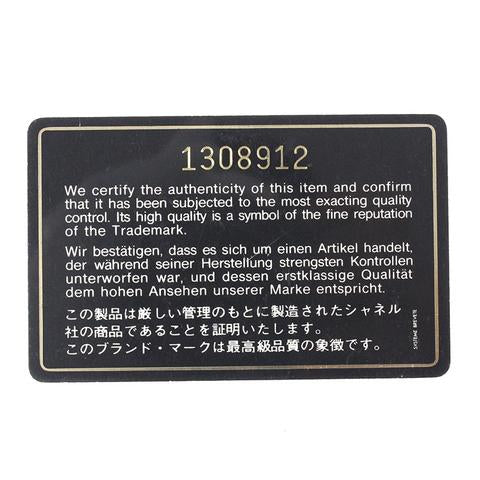 1308912
We certify the authenticity of this item and confirm
that it has been subjected to the most exacting quality
control. Its high quality is a symbol of the fine reputation
of the Trademark.
Wir bestätigen, dass es sich um einen Artikel handelt,
der während seiner Herstellung strengsten Kontrollen
unterworfen war, und dessen erstklassige Qualität
dem hohen Ansehen unserer Marke entspricht.
この製品は厳しい管理のもとに製造されたシャネル
社の商品であることを証明いたします。
このブランド・マークは最高級品質の象徴です。
SYSTEME BREVETE